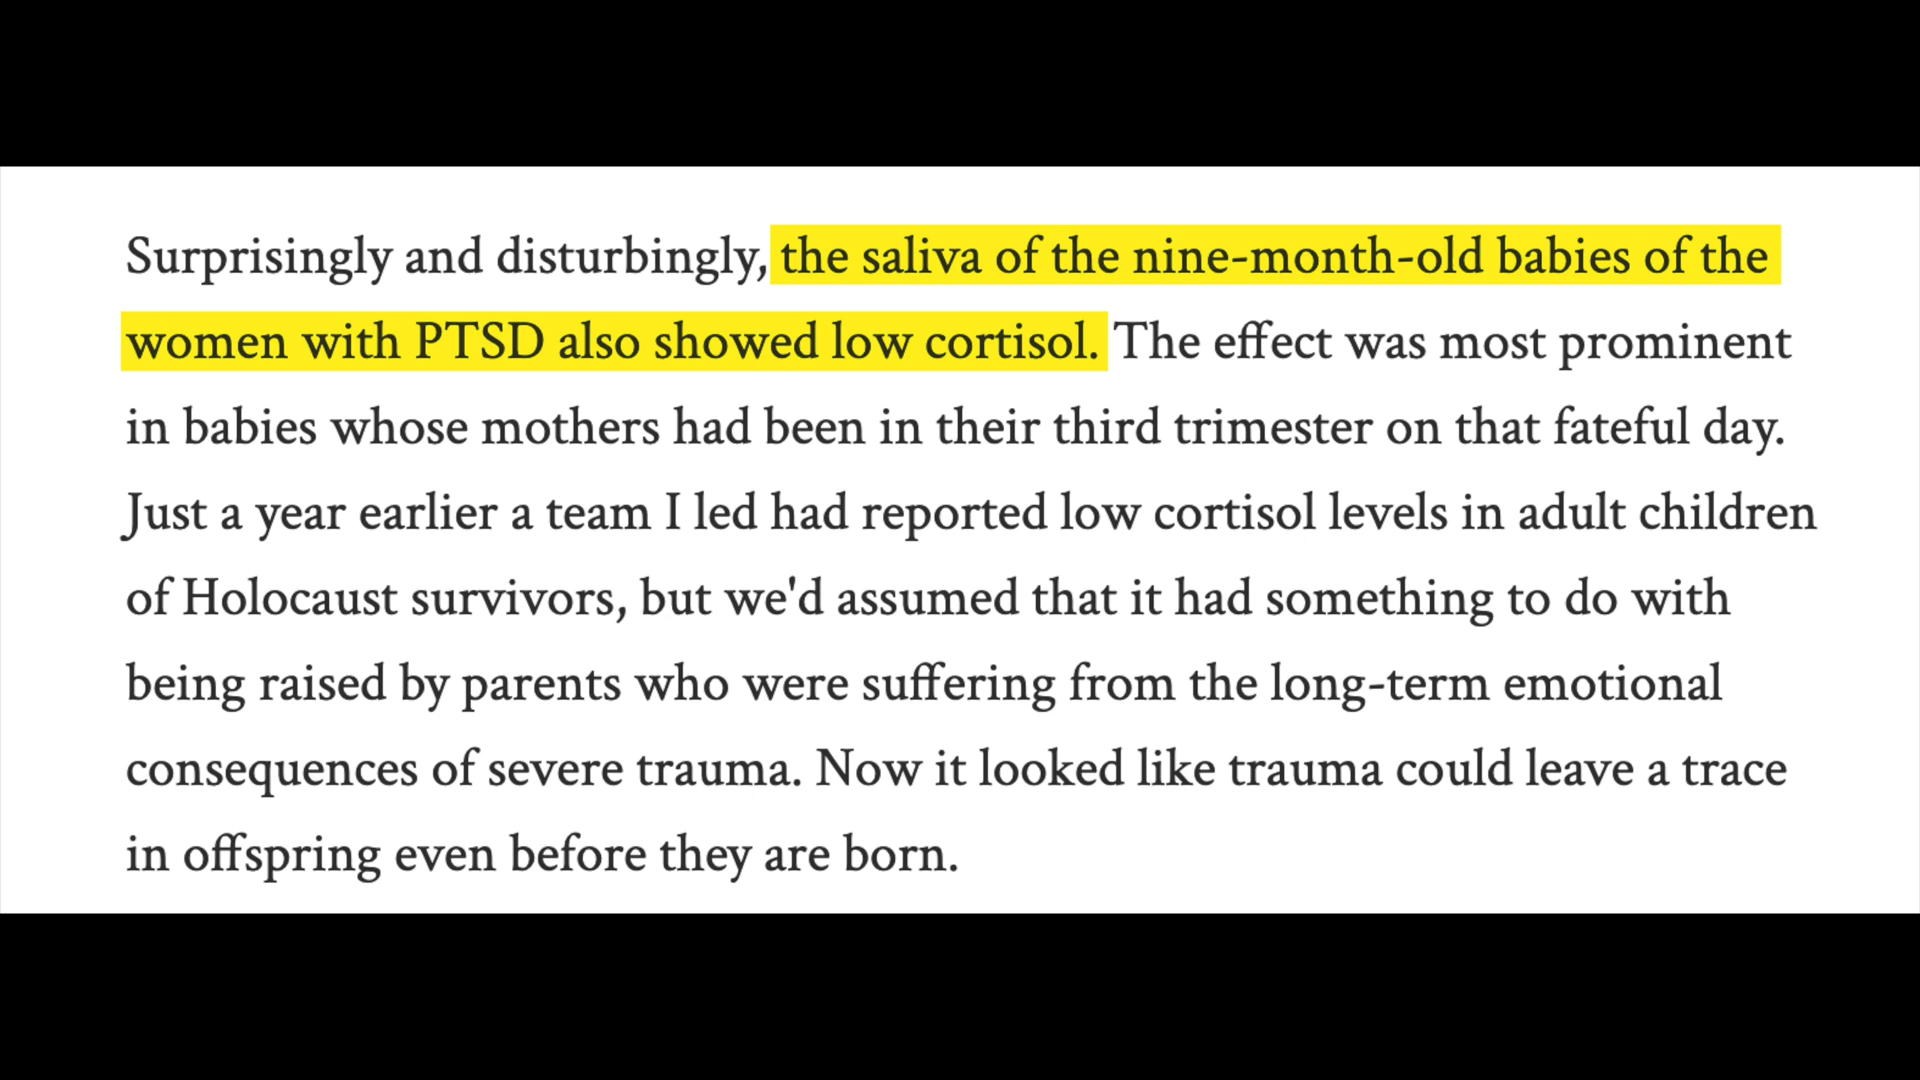 Surprisingly and disturbingly, the saliva of the nine-month-old babies of the
women with PTSD also showed low cortisol. The effect was most prominent
in babies whose mothers had been in their third trimester on that fateful day.
Just a year earlier a team I led had reported low cortisol levels in adult children
of Holocaust survivors, but we'd assumed that it had something to do with
being raised by parents who were suffering from the long-term emotional
consequences of severe trauma. Now it looked like trauma could leave a trace
in offspring even before they are born.